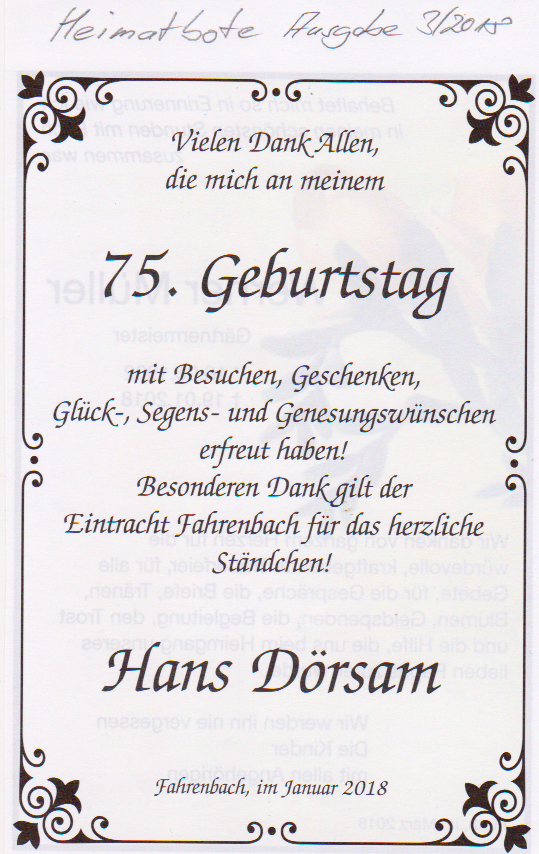 Heimatbote Ausgabe 3/2018
Vielen Dank Allen,
die mich an meinem
75. Geburtstag
mit Besuchen, Geschenken,
Glück-, Segens- und Genesungswünschen
erfreut haben!
Besonderen Dank gilt der
Eintracht Fahrenbach für das herzliche
Ständchen!
Hans Dörsam
Fahrenbach, im Januar 2018